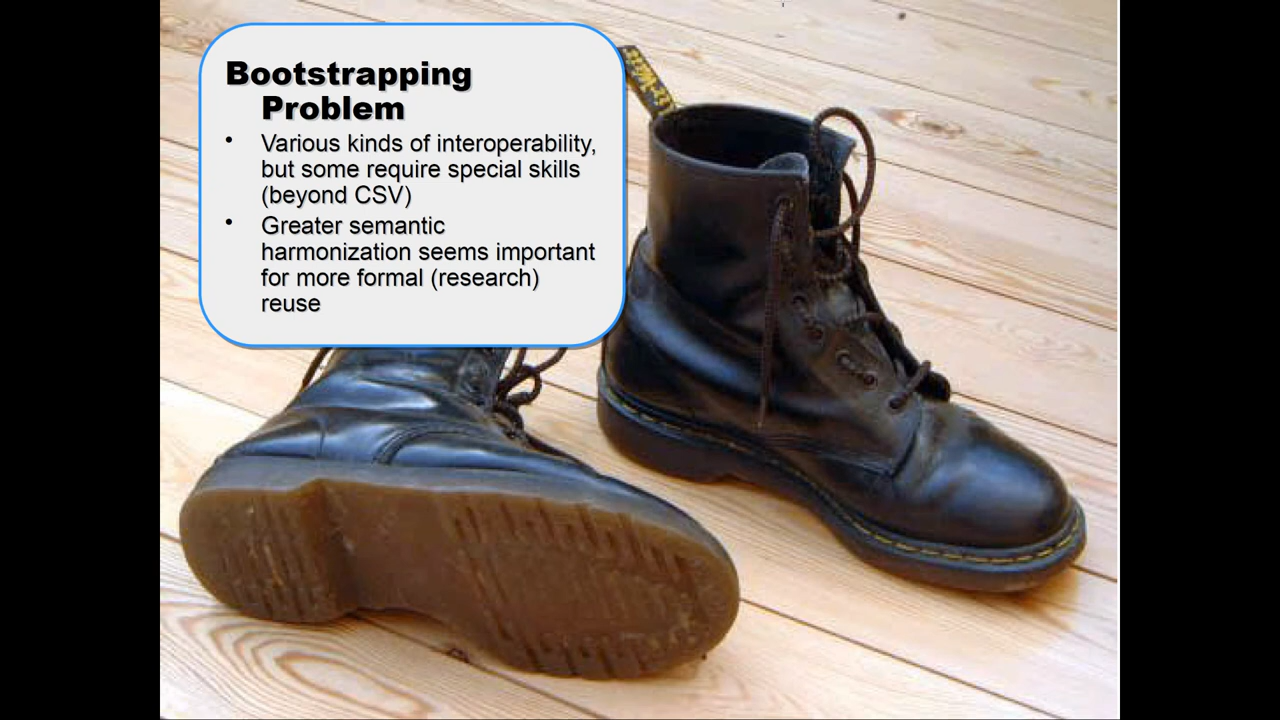 Bootstrapping
Problem
• Various kinds of interoperability,
but some require special skills
(beyond CSV)
• Greater semantic
harmonization seems important
for more formal (research)
reuse